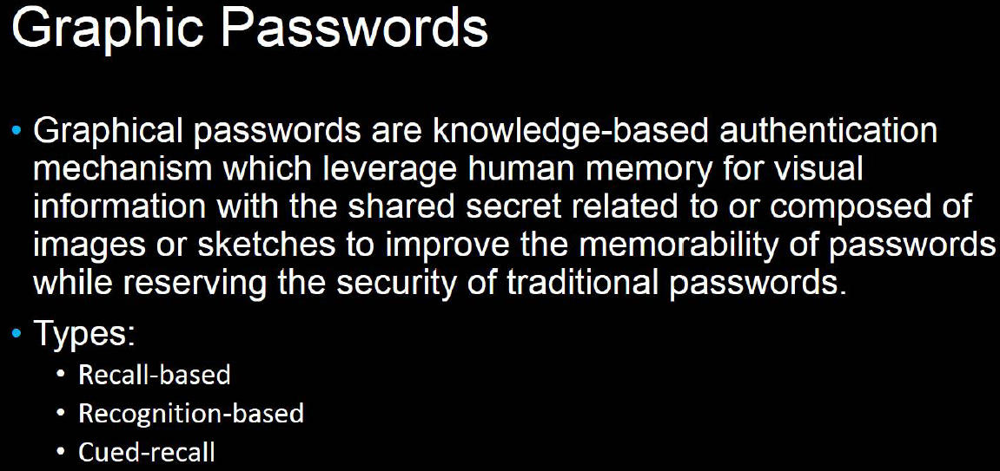 Graphic Passwords
• Graphical passwords are knowledge-based authentication
mechanism which leverage human memory for visual
information with the shared secret related to or composed of
images or sketches to improve the memorability of passwords
while reserving the security of traditional passwords.
• Types:
• Recall-based
• Recognition-based
• Cued-recall